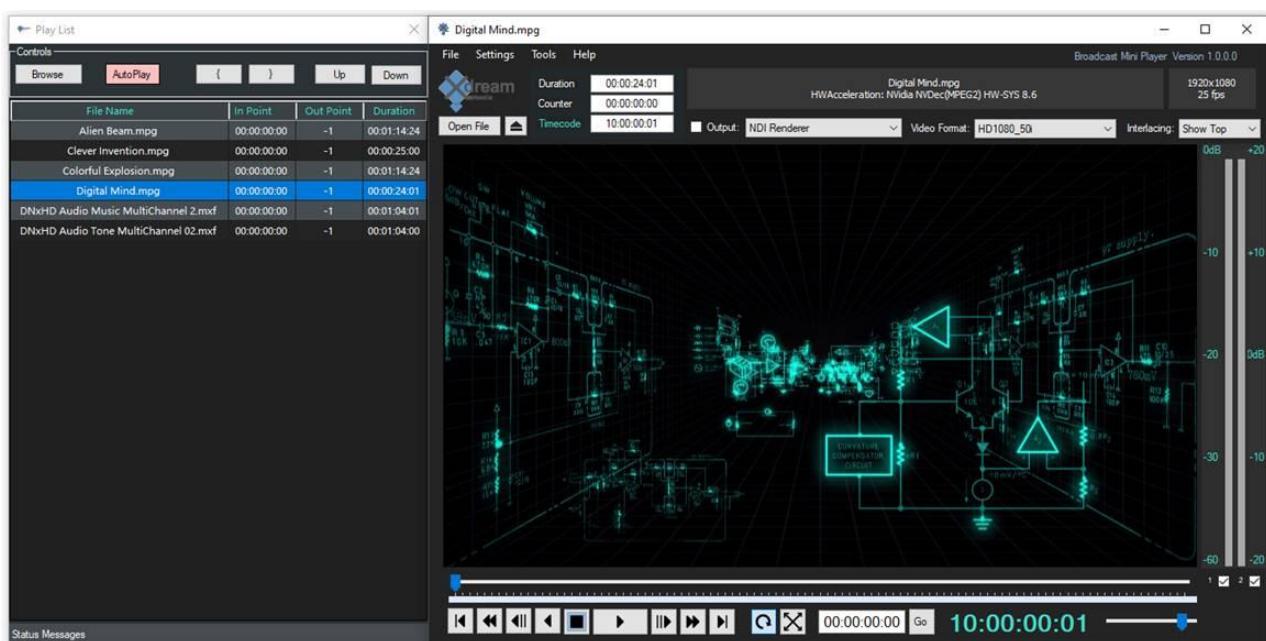 Play List
Controls
Browse AutoPlay { } Up Down
File Name In Point Out Point Duration
Alien Beam.mpg 00:00:00:00 -1 00:01:14:24
Clever Invention.mpg 00:00:00:00 -1 00:00:25:00
Colorful Explosion.mpg 00:00:00:00 -1 00:01:14:24
Digital Mind.mpg 00:00:00:00 -1 00:00:24:01
DNxHD Audio Music MultiChannel 2.mxf 00:00:00:00 -1 00:01:04:01
DNxHD Audio Tone MultiChannel 02.mxf 00:00:00:00 -1 00:01:04:00
Status Messages
Digital Mind.mpg
File Settings Tools Help
Broadcast Mini Player Version 1.0.0.0
dream
Duration 00:00:24:01
Counter 00:00:00:00
Timecode 10:00:00:01
Digital Mind.mpg
HWAcceleration: NVidia NVDec(MPEG2) HW-SYS 8.6
1920x1080
25 fps
Open File
Output: NDI Renderer Video Format: HD1080_50i Interlacing: Show Top
0dB +20
-10 +10
-20 0dB
-30 -10
-60 -20
CURVATURE
COMPENSATOR
CIRCUIT
1 2
00:00:00:00 Go 10:00:00:01